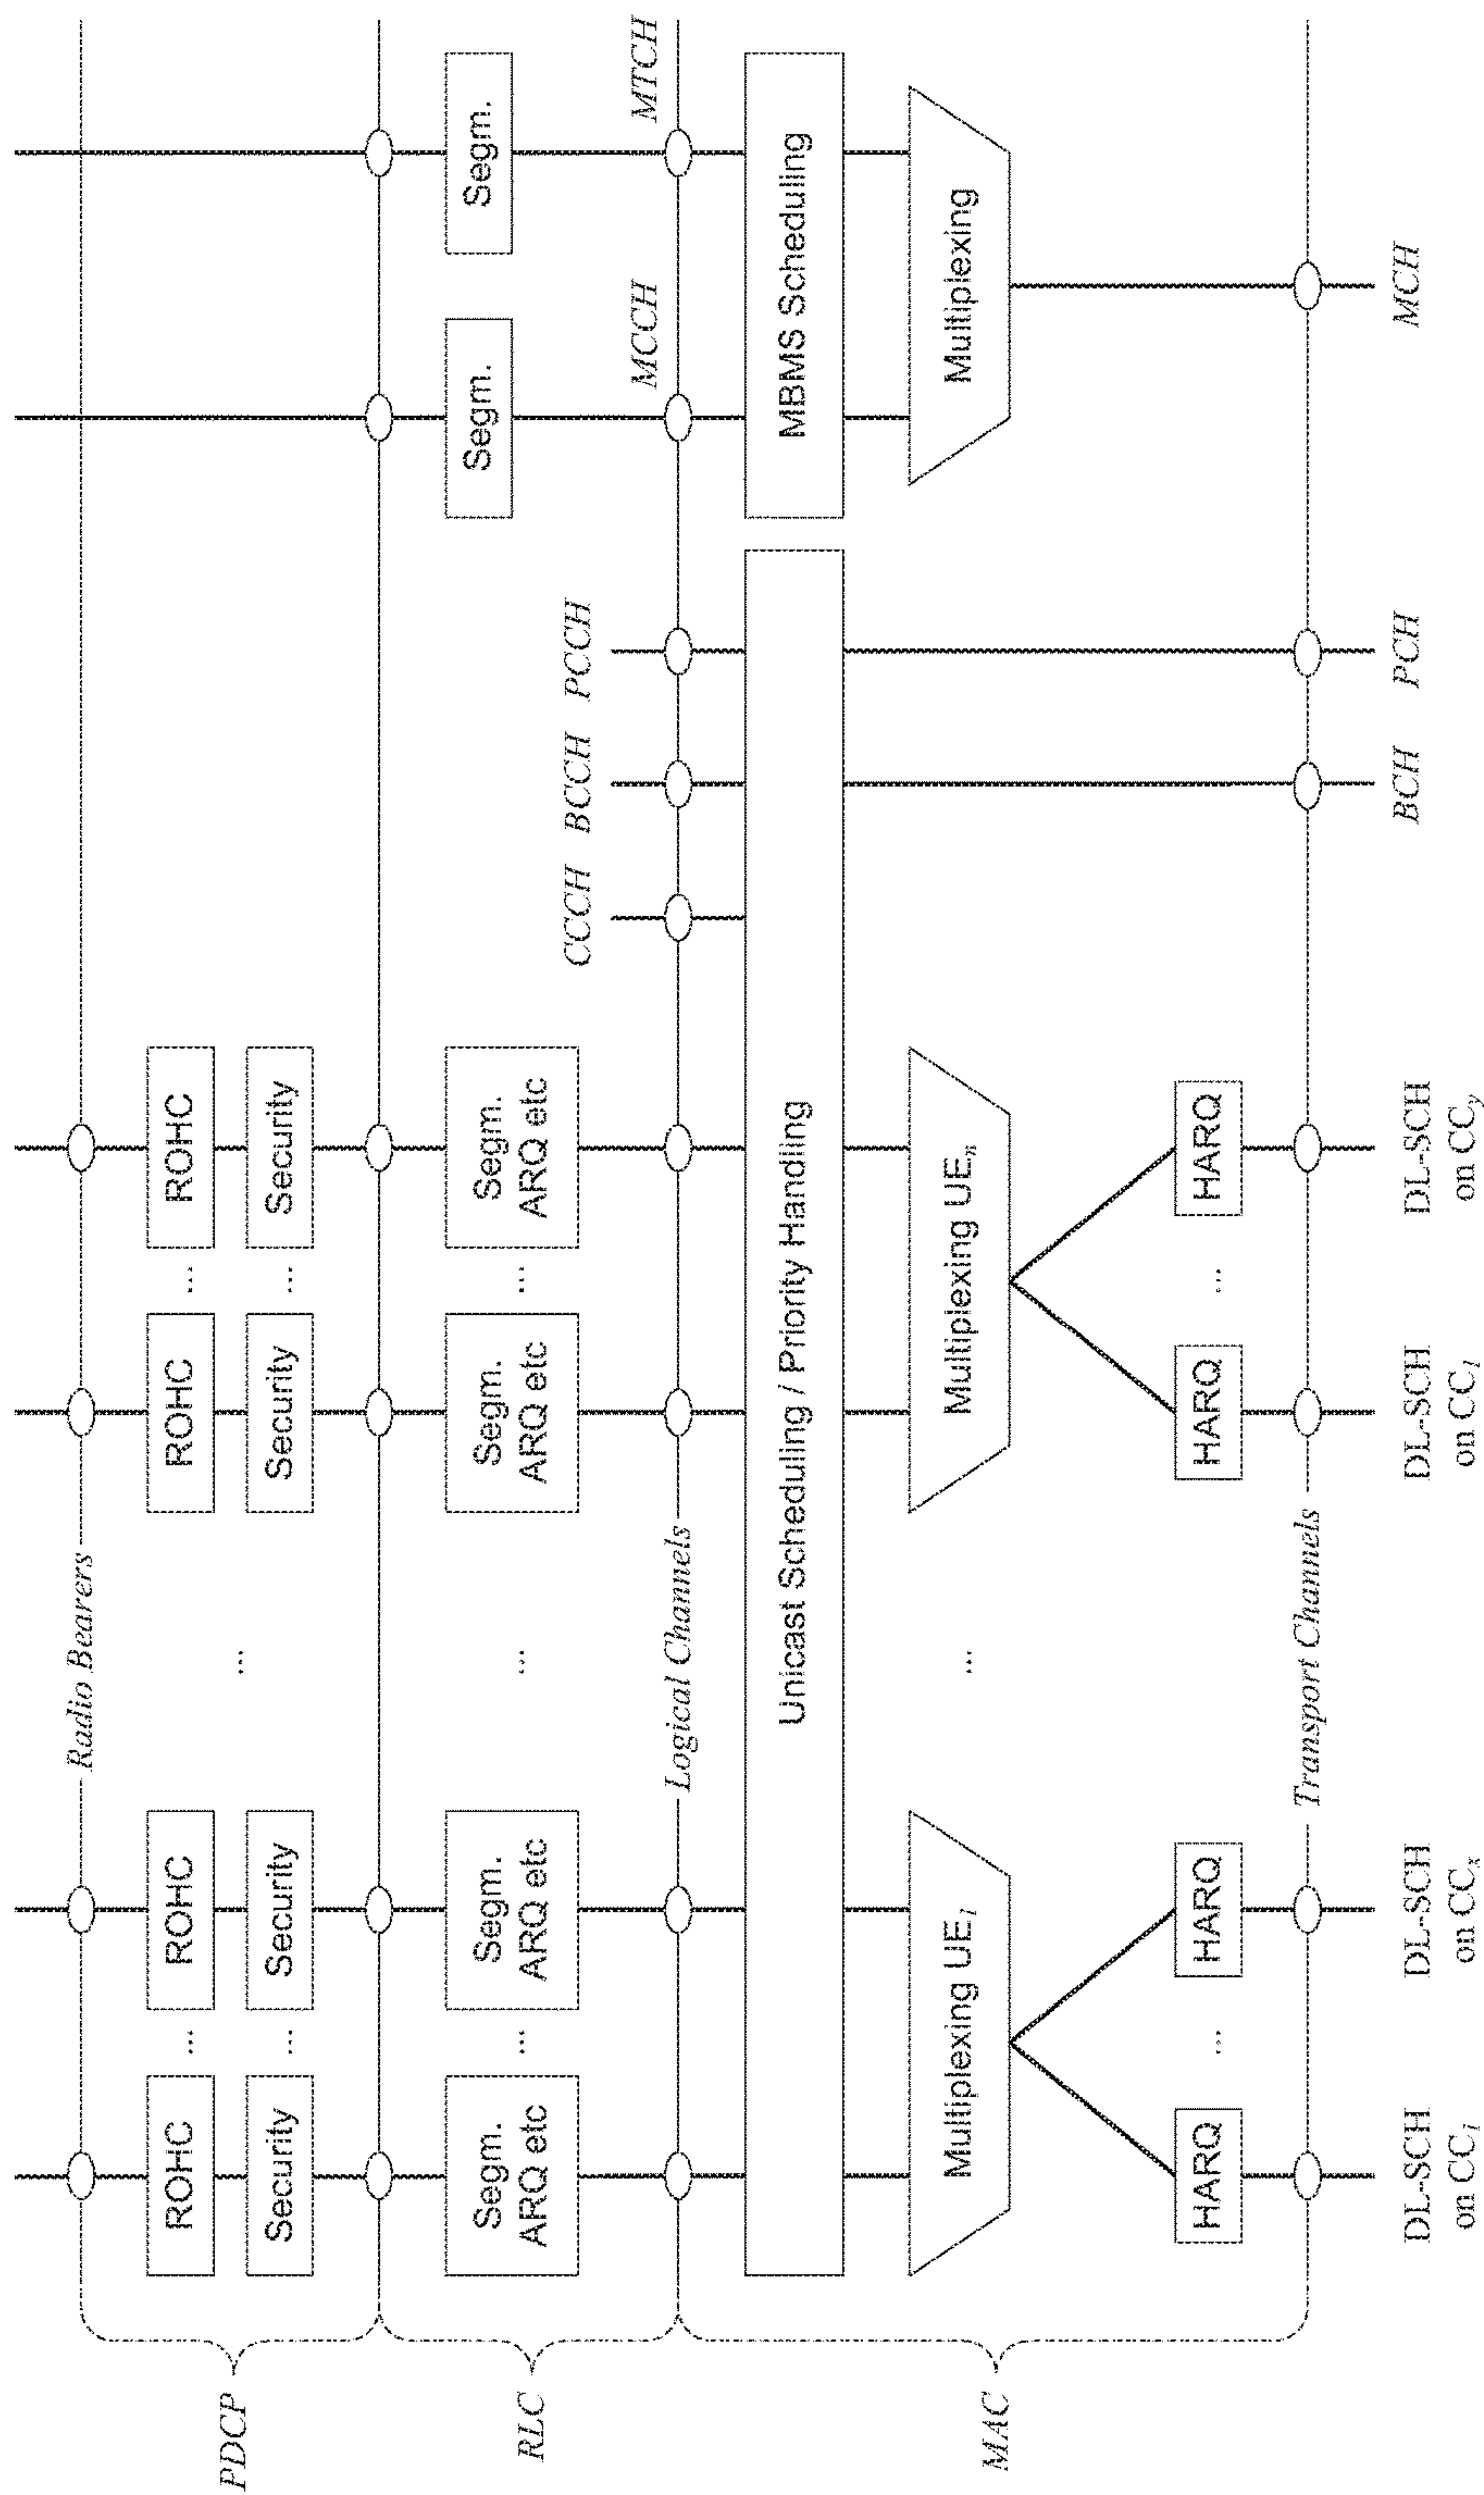 Radio Bearers
PDCP
ROHC
...
ROHC
ROHC
...
ROHC
...
Security
...
Security
Security
...
Security
RLC
Segm.
ARQ etc
...
Segm.
ARQ etc
...
Segm.
ARQ etc
...
Segm.
ARQ etc
Segm.
Segm.
CCCH
BCCH
PCCH
MCCH
MTCH
Logical Channels
MAC
Unicast Scheduling / Priority Handling
MBMS Scheduling
Multiplexing UE1
...
Multiplexing UEn
Multiplexing
HARQ
...
HARQ
HARQ
...
HARQ
Transport Channels
DL-SCH
on CC1
DL-SCH
on CCx
DL-SCH
on CC1
DL-SCH
on CCy
BCH
PCH
MCH